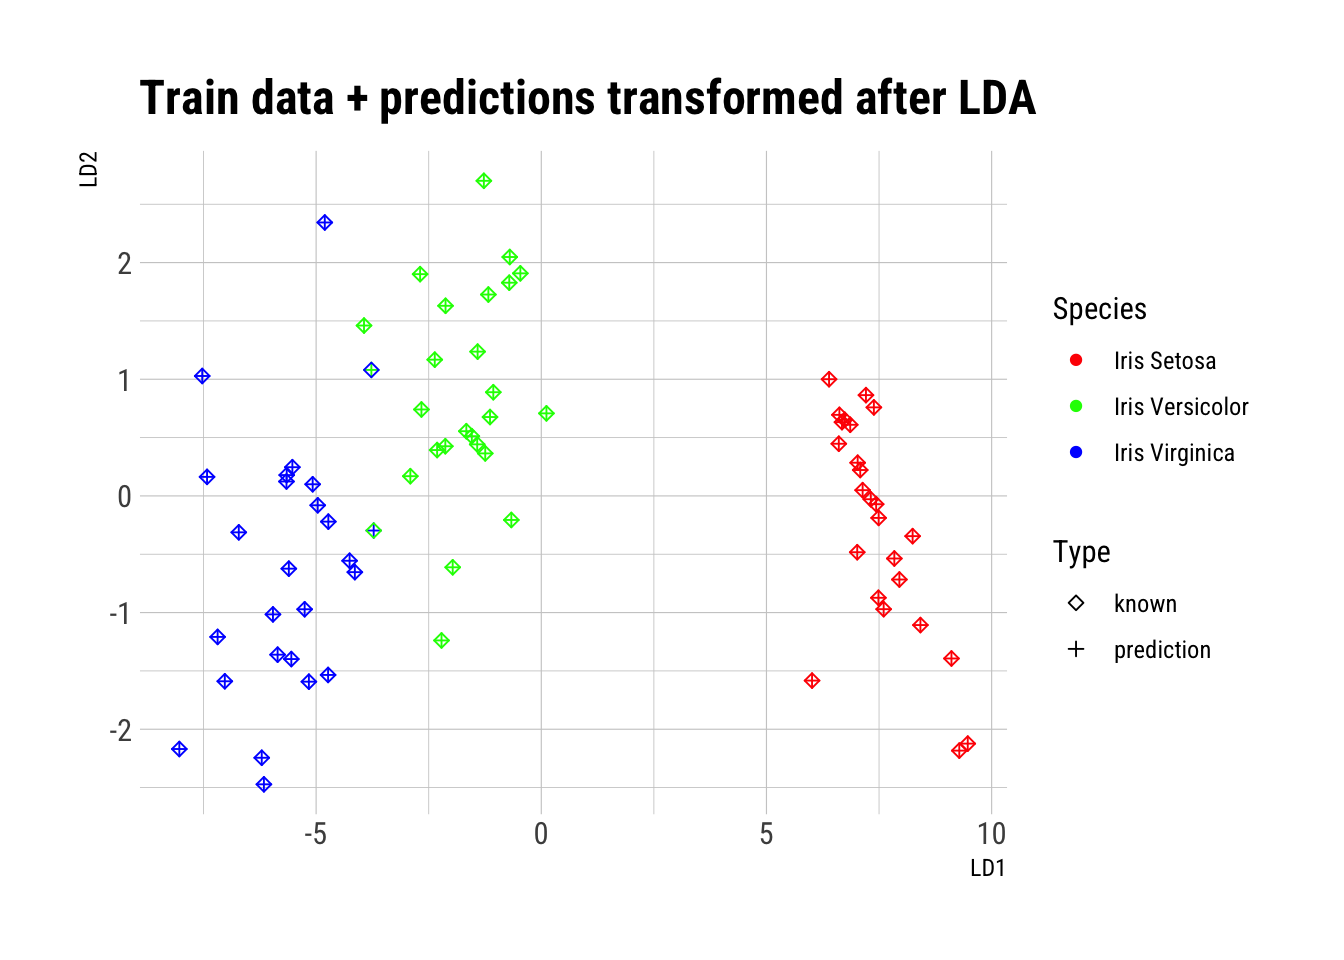 Train data + predictions transformed after LDA
LD2
2
1
0
-1
-2
-5
0
5
10
LD1
Species
Iris Setosa
Iris Versicolor
Iris Virginica
Type
known
prediction